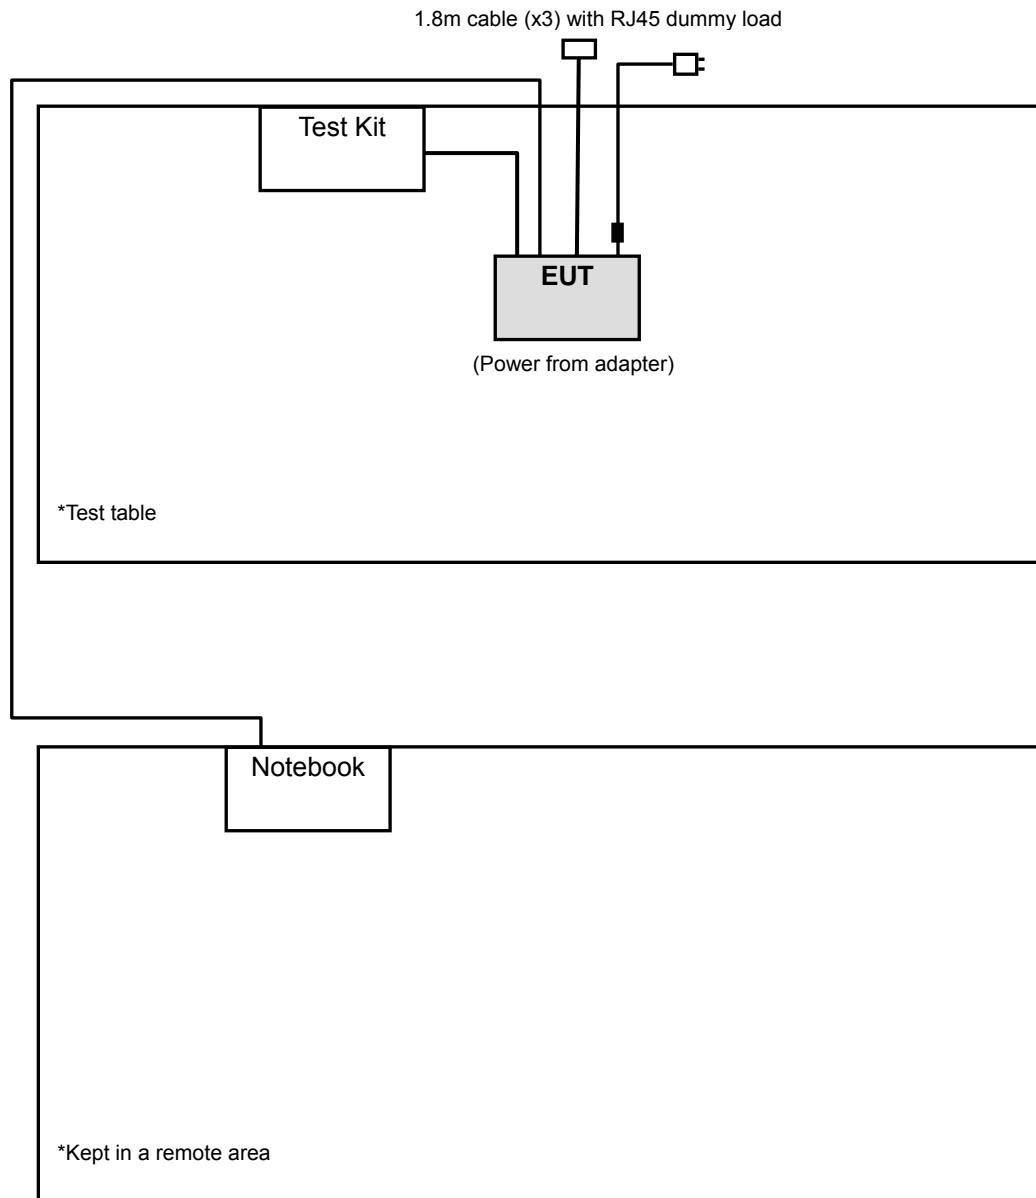 1.8m cable (x3) with RJ45 dummy load
Test Kit
EUT
(Power from adapter)
*Test table
Notebook
*Kept in a remote area